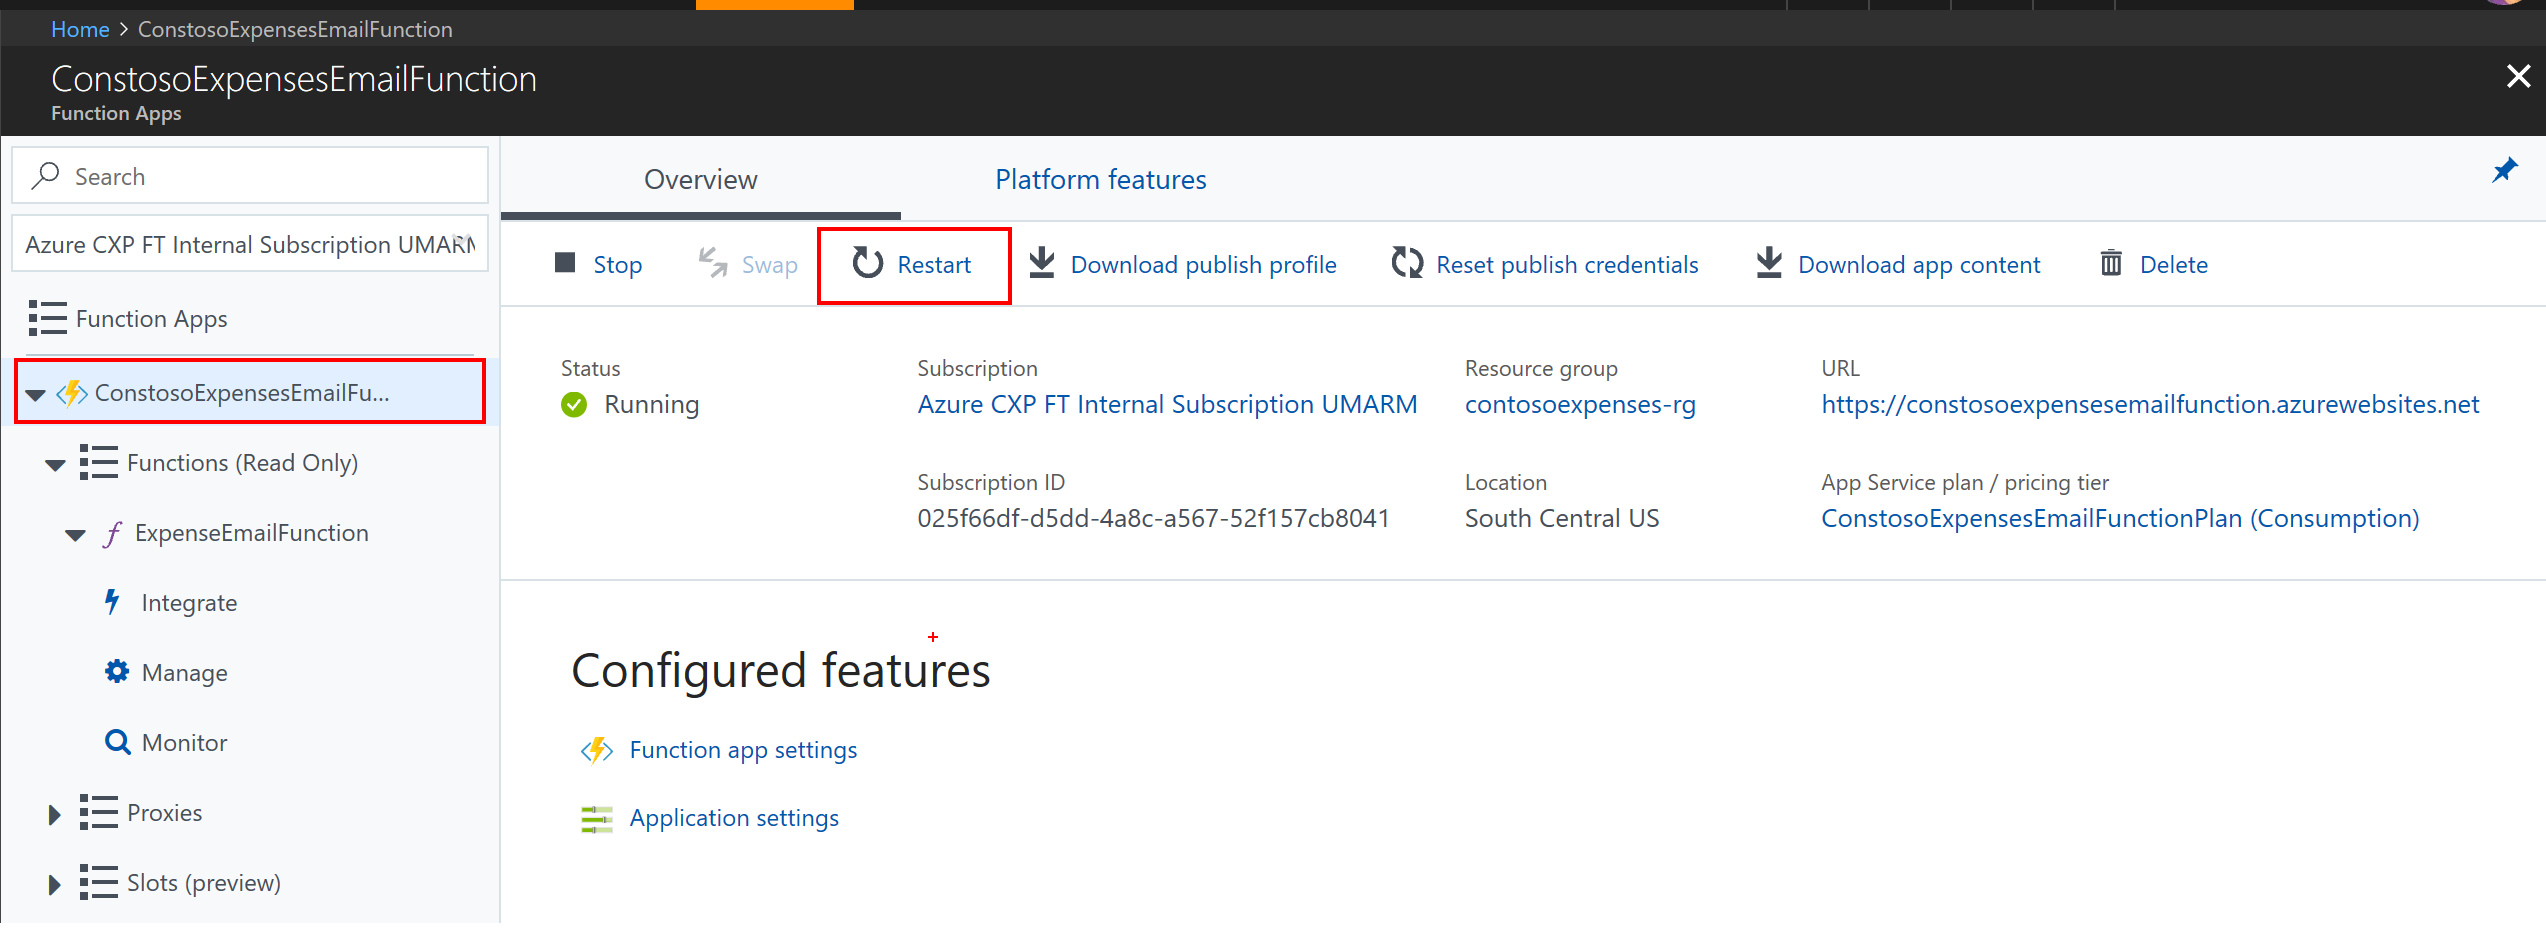 Home > ConstosoExpensesEmailFunction
ConstosoExpensesEmailFunction
Function Apps
Search
Azure CXP FT Internal Subscription UMARM
Function Apps
ConstosoExpensesEmailFu...
Functions (Read Only)
ExpenseEmailFunction
Integrate
Manage
Monitor
Proxies
Slots (preview)
Overview Platform features
Stop Swap Restart Download publish profile Reset publish credentials Download app content Delete
Status Subscription Resource group URL
Running Azure CXP FT Internal Subscription UMARM contosoexpenses-rg https://constosoexpensesemailfunction.azurewebsites.net
Subscription ID Location App Service plan / pricing tier
025f66df-d5dd-4a8c-a567-52f157cb8041 South Central US ConstosoExpensesEmailFunctionPlan (Consumption)
Configured features
Function app settings
Application settings